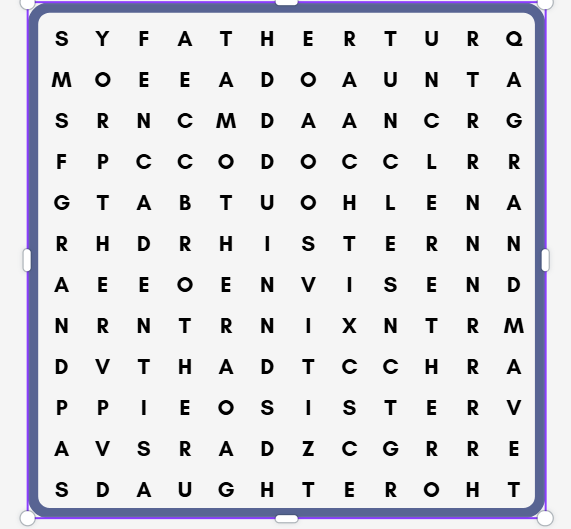 S Y F A T H E R T U R Q
M O E E A D O A U N T A
S R N C M D A A N C R G
F P C C O D O C C L R R
G T A B T U O H L E N A
R H D R H I S T E R N N
A E E O E N V I S E N D
N R N T R N I X N T R M
D V T H A D T C C H R A
P P I E O S I S T E R V
A V S R A D Z C G R R E
S D A U G H T E R O H T